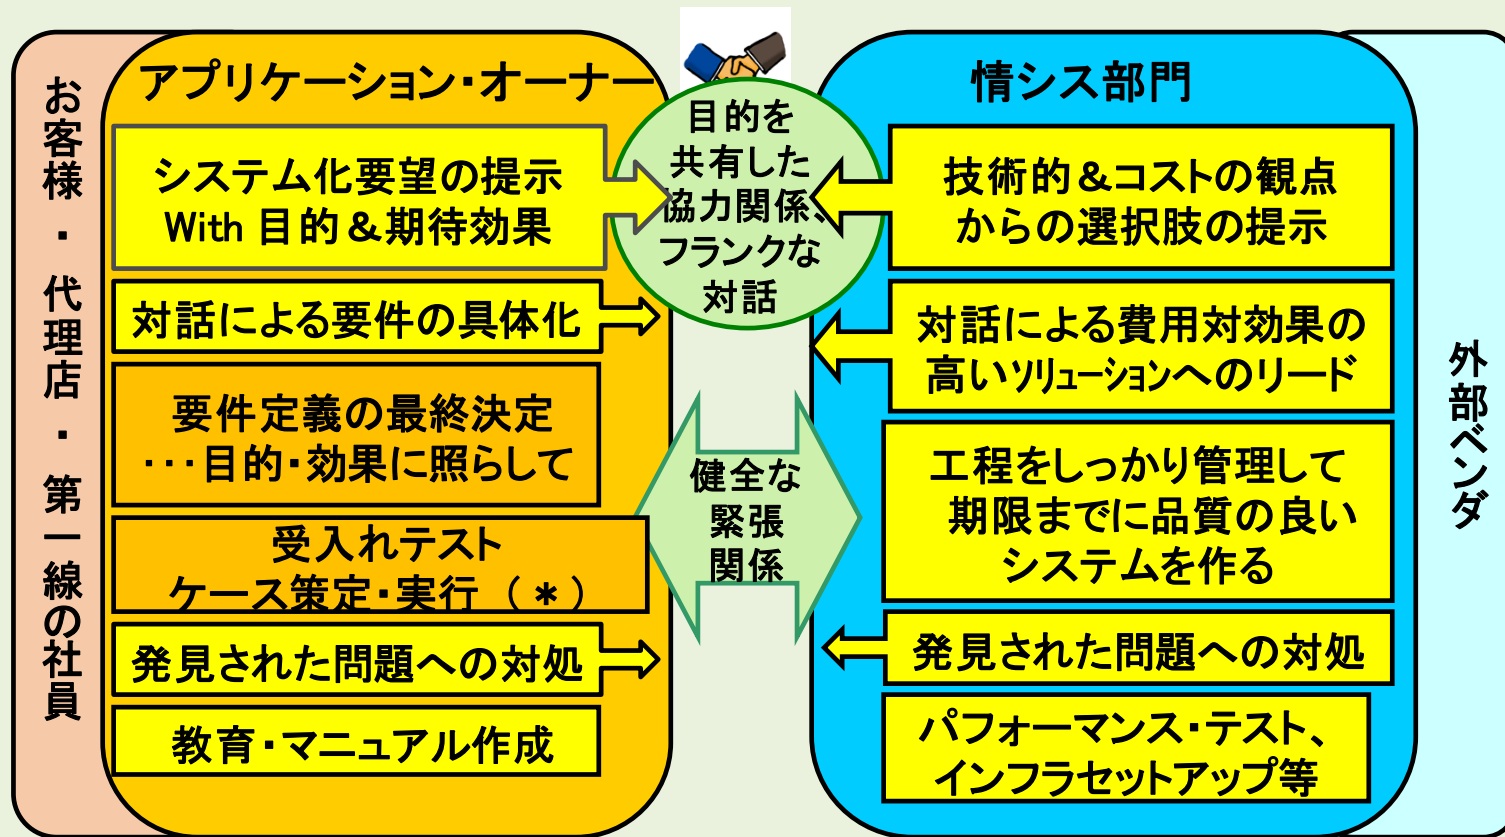 お客様・代理店・第一線の社員
アプリケーション・オーナー
システム化要望の提示
With 目的＆期待効果
対話による要件の具体化
要件定義の最終決定
・・・目的・効果に照らして
受入れテスト
ケース策定・実行（＊）
発見された問題への対処
教育・マニュアル作成
目的を
共有した
協力関係、
フランクな
対話
健全な
緊張
関係
情シス部門
技術的＆コストの観点
からの選択肢の提示
対話による費用対効果の
高いソリューションへのリード
工程をしっかり管理して
期限までに品質の良い
システムを作る
発見された問題への対処
パフォーマンス・テスト、
インフラセットアップ等
外部ベンダ